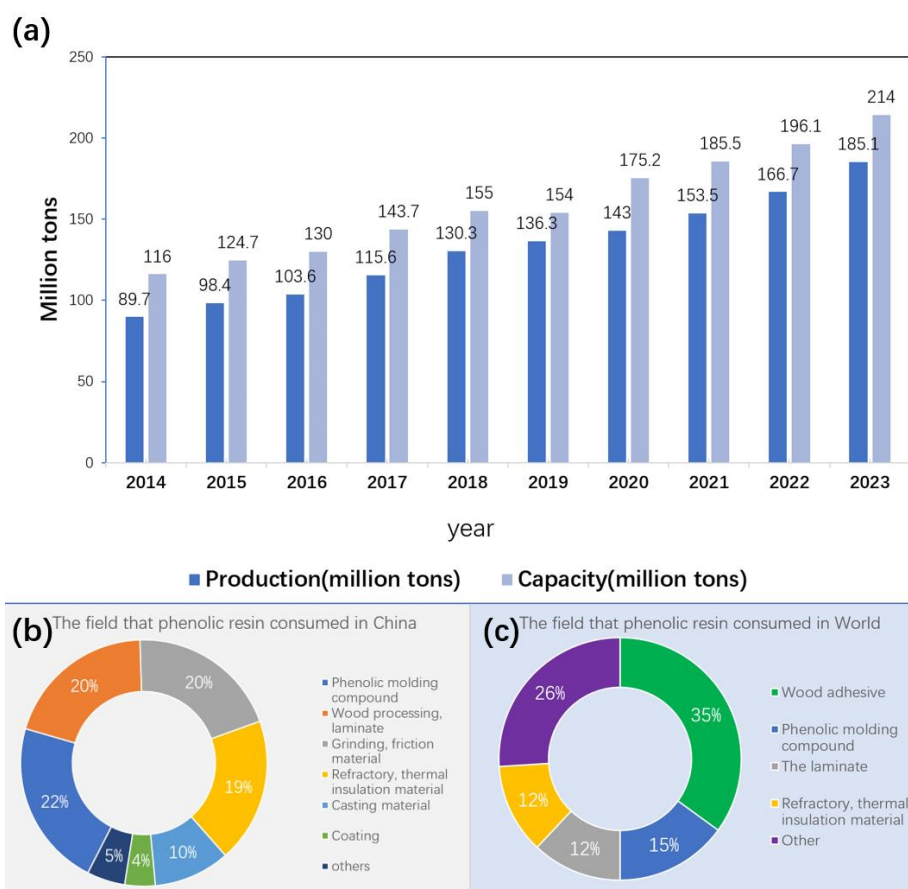 (a)
250
200
150
100
50
0
Million tons
89.7
116
98.4
124.7
103.6
130
115.6
143.7
130.3
155
136.3
154
143
175.2
153.5
185.5
166.7
196.1
185.1
214
2014 2015 2016 2017 2018 2019 2020 2021 2022 2023
year
Production(million tons) Capacity(million tons)
(b)
The field that phenolic resin consumed in China
20%
20%
19%
10%
4%
5%
22%
Phenolic molding
compound
Wood processing,
laminate
Grinding, friction
material
Refractory, thermal
insulation material
Casting material
Coating
others
(c)
The field that phenolic resin consumed in World
26%
35%
12%
12%
15%
Wood adhesive
Phenolic molding
compound
The laminate
Refractory, thermal
insulation material
Other